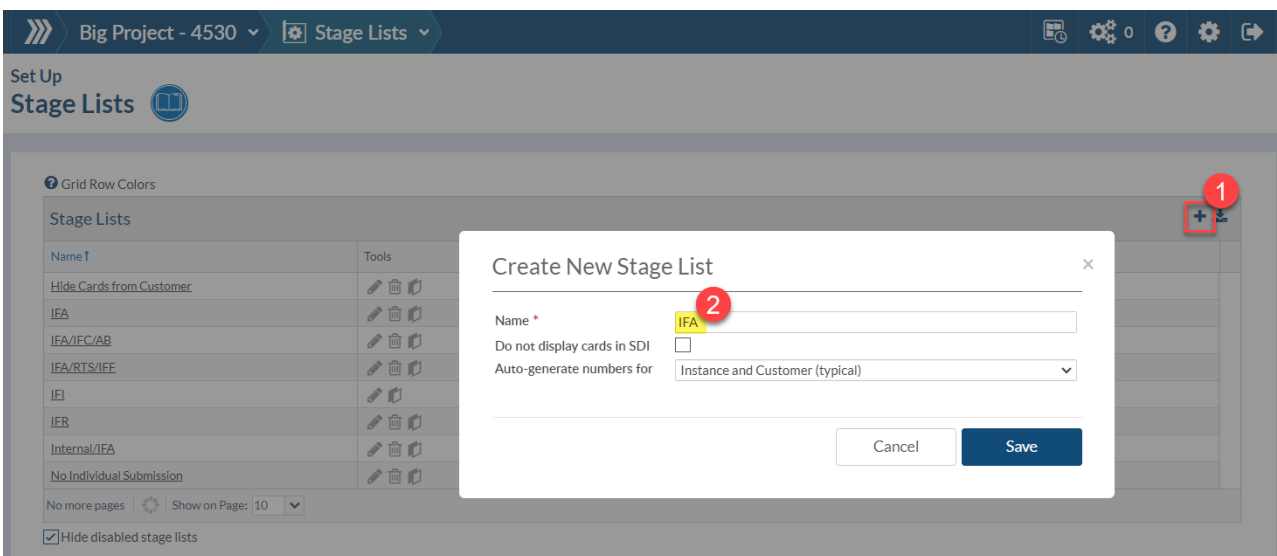 Big Project - 4530 Stage Lists 0
Set Up
Stage Lists
Grid Row Colors
1
Stage Lists
Name Tools
Hide Cards from Customer
IFA
IFA/IFC/AB
IFA/RTS/IFF
IFI
IFR
Internal/IFA
No Individual Submission
No more pages Show on Page: 10
Hide disabled stage lists
Create New Stage List ×
2
Name * IFA
Do not display cards in SDI
Auto-generate numbers for Instance and Customer (typical)
Cancel Save